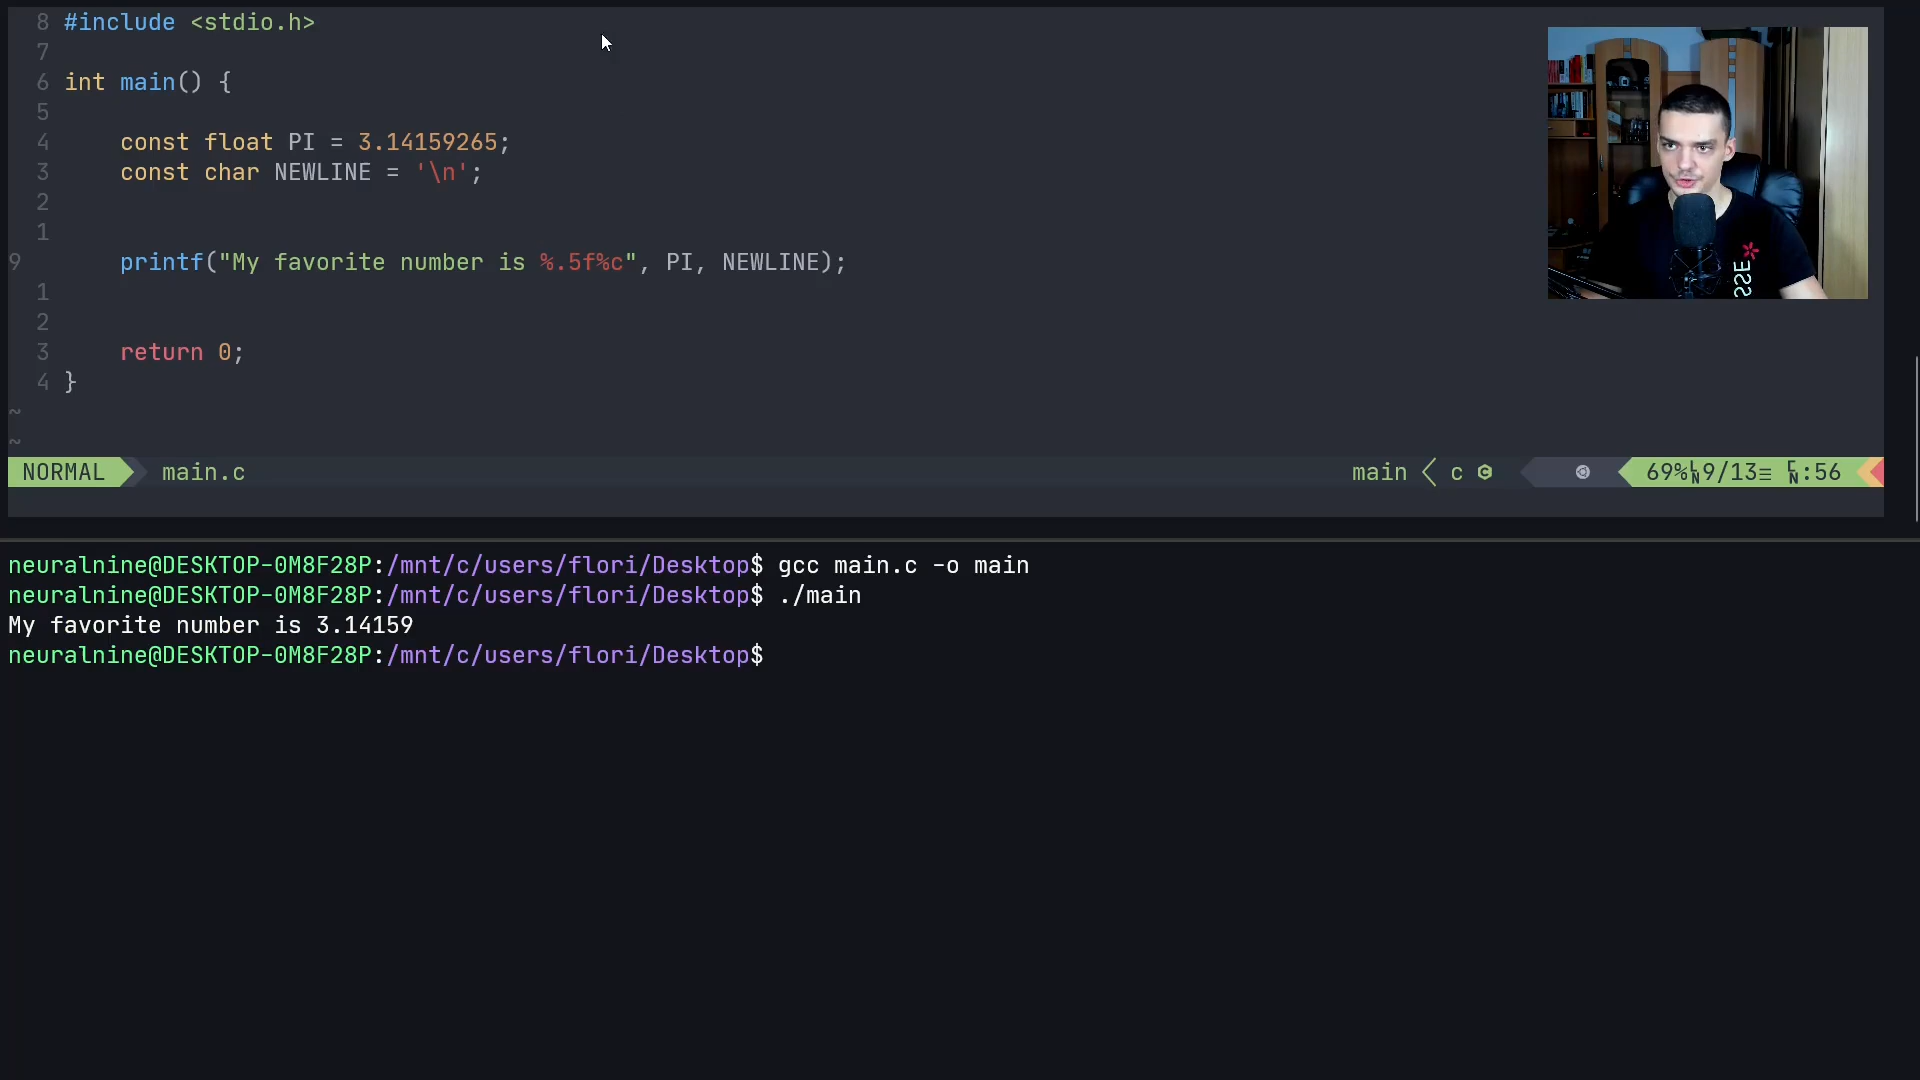 8 #include <stdio.h>
7
6 int main() {
5
4     const float PI = 3.14159265;
3     const char NEWLINE = '\n';
2
1
9     printf("My favorite number is %.5f%c", PI, NEWLINE);
1
2
3     return 0;
4 }
~
~
NORMAL main.c main < c 69% LN 9/13☰ CN:56
neuralnine@DESKTOP-0M8F28P:/mnt/c/users/flori/Desktop$ gcc main.c -o main
neuralnine@DESKTOP-0M8F28P:/mnt/c/users/flori/Desktop$ ./main
My favorite number is 3.14159
neuralnine@DESKTOP-0M8F28P:/mnt/c/users/flori/Desktop$